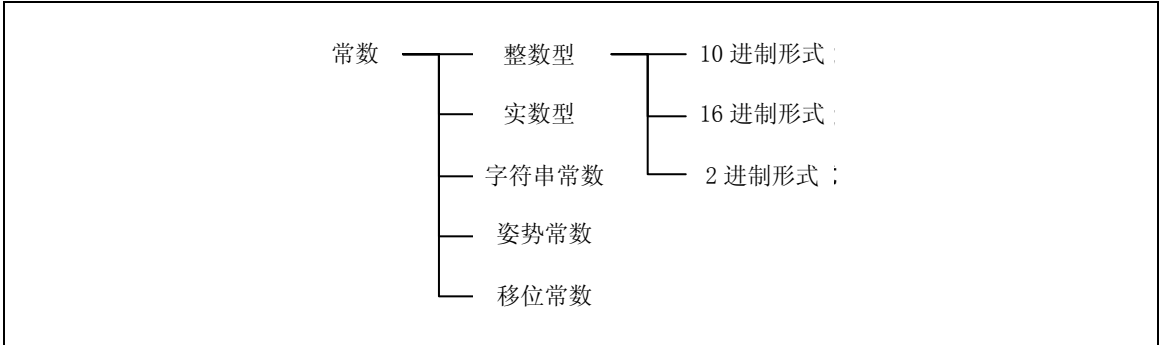 常数 整数型 10 进制形式
实数型 16 进制形式
字符串常数 2 进制形式
姿势常数
移位常数